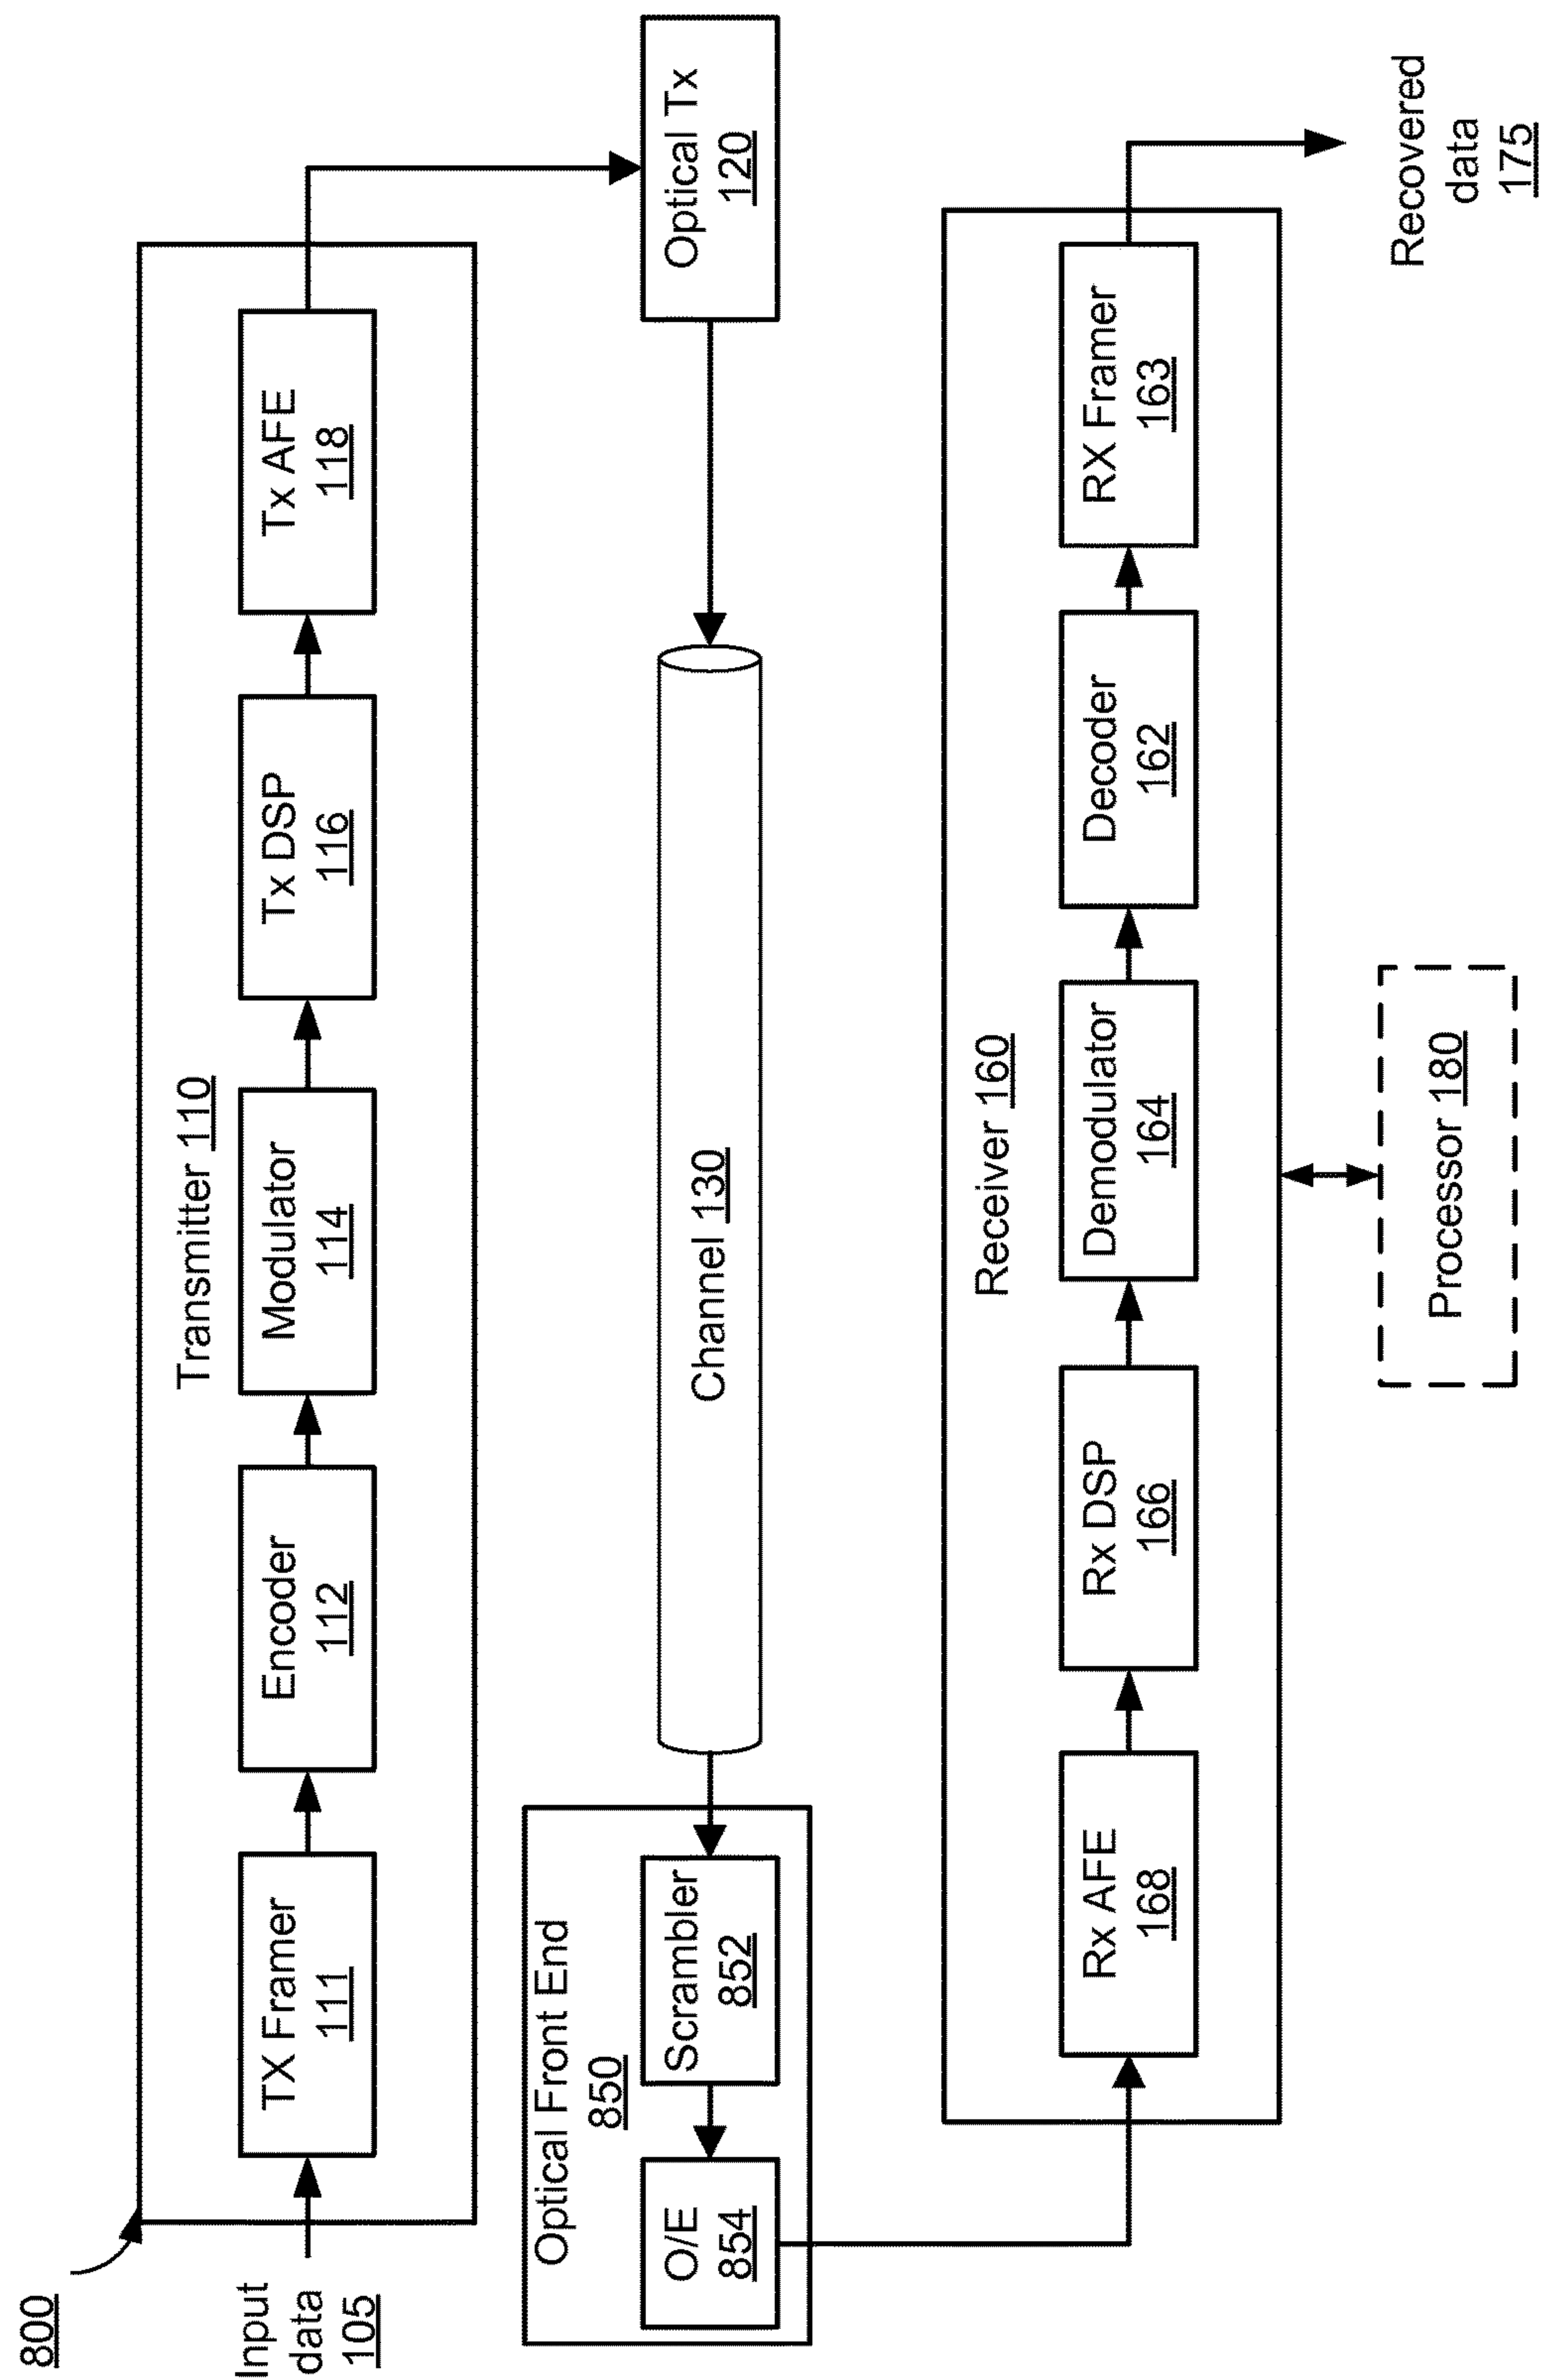 800
Input
data
105
Transmitter 110
TX Framer
111
Encoder
112
Modulator
114
Tx DSP
116
Tx AFE
118
Optical Tx
120
Channel 130
Optical Front End
850
Scrambler
852
O/E
854
Receiver 160
Rx AFE
168
Rx DSP
166
Demodulator
164
Decoder
162
RX Framer
163
Recovered
data
175
Processor 180